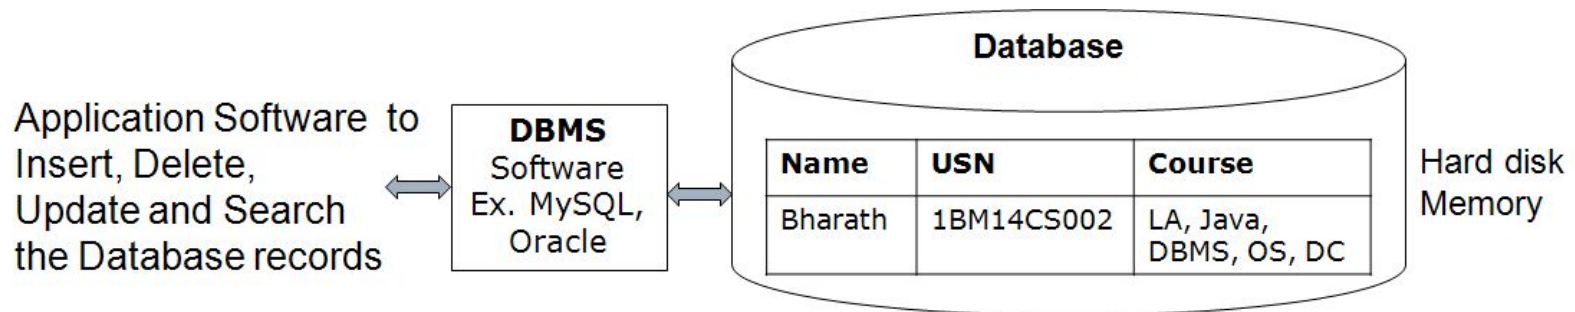 Application Software to
Insert, Delete,
Update and Search
the Database records
DBMS
Software
Ex. MySQL,
Oracle
Database
Name USN Course
Bharath 1BM14CS002 LA, Java,
DBMS, OS, DC
Hard disk
Memory